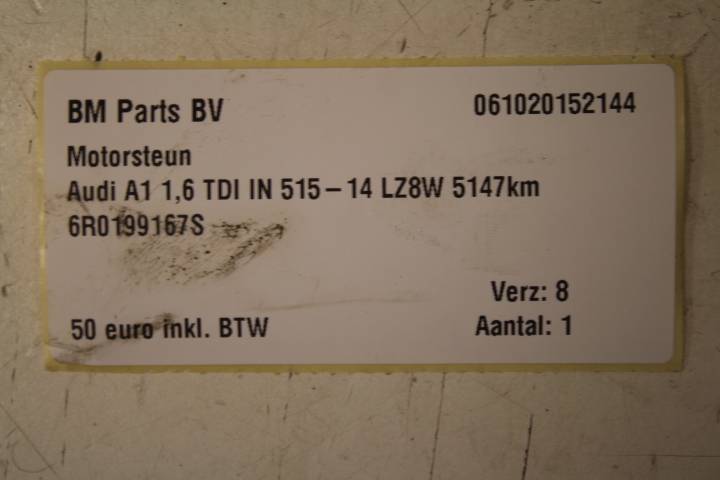 BM Parts BV 061020152144
Motorsteun
Audi A1 1,6 TDI IN 515-14 LZ8W 5147km
6R0199167S
Verz: 8
50 euro inkl. BTW Aantal: 1